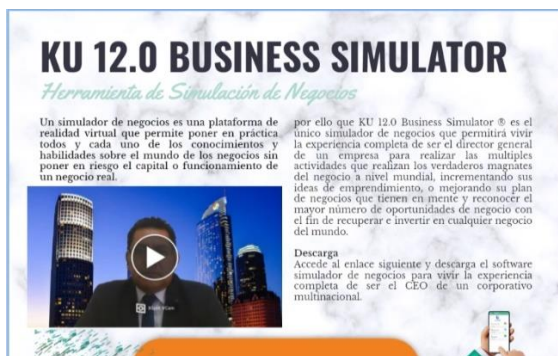 KU 12.0 BUSINESS SIMULATOR
Herramienta de Simulación de Negocios
Un simulador de negocios es una plataforma de
realidad virtual que permite poner en práctica
todos y cada uno de los conocimientos y
habilidades sobre el mundo de los negocios sin
poner en riesgo el capital o funcionamiento de
un negocio real.
por ello que KU 12.0 Business Simulator ® es el
único simulador de negocios que permitirá vivir
la experiencia completa de ser el director general
de un empresa para realizar las multiples
actividades que realizan los verdaderos magnates
del negocio a nivel mundial, incrementando sus
ideas de emprendimiento, o mejorando su plan
de negocios que tienen en mente y reconocer el
mayor número de oportunidades de negocio con
el fin de recuperar e invertir en cualquier negocio
del mundo.
Descarga
Accede al enlace siguiente y descarga el software
simulador de negocios para vivir la experiencia
completa de ser el CEO de un corporativo
multinacional.